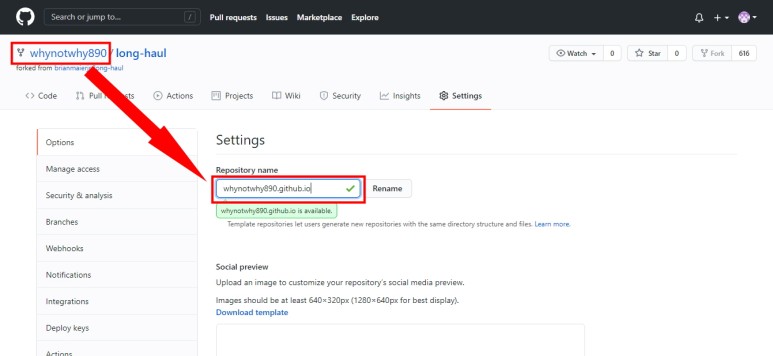 Search or jump to... /
Pull requests Issues Marketplace Explore
whynotwhy890 / long-haul
Watch 0 Star 0 Fork 616
forked from long-haul
Code Pull Actions Projects Wiki Security Insights Settings
Options
Manage access
Security & analysis
Branches
Webhooks
Notifications
Integrations
Deploy keys
Actions
Settings
Repository name
whynotwhy890.github.io Rename
whynotwhy890.github.io is available.
Template repositories let users generate new repositories with the same directory structure and files. Learn more.
Social preview
Upload an image to customize your repository's social media preview.
Images should be at least 640×320px (1280×640px for best display).
Download template